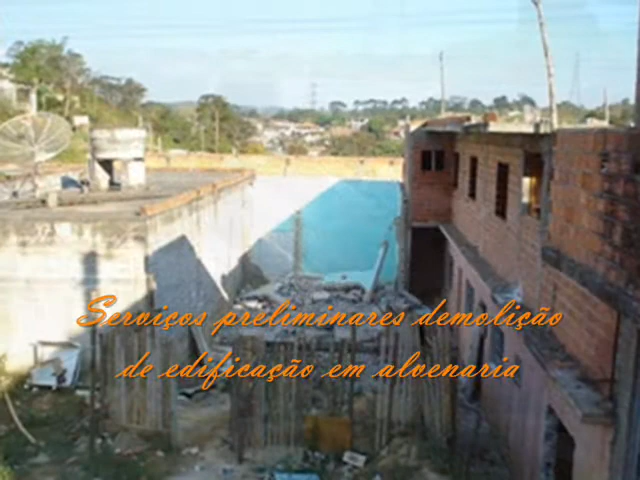 Serviços preliminares demolição
de edificação em alvenaria